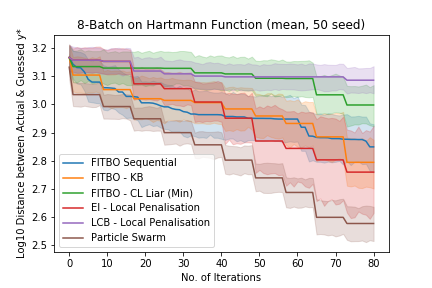 8-Batch on Hartmann Function (mean, 50 seed)
Log10 Distance between Actual & Guessed y*
3.2
3.1
3.0
2.9
2.8
2.7
2.6
2.5
FITBO Sequential
FITBO - KB
FITBO - CL Liar (Min)
EI - Local Penalisation
LCB - Local Penalisation
Particle Swarm
0 10 20 30 40 50 60 70 80
No. of Iterations